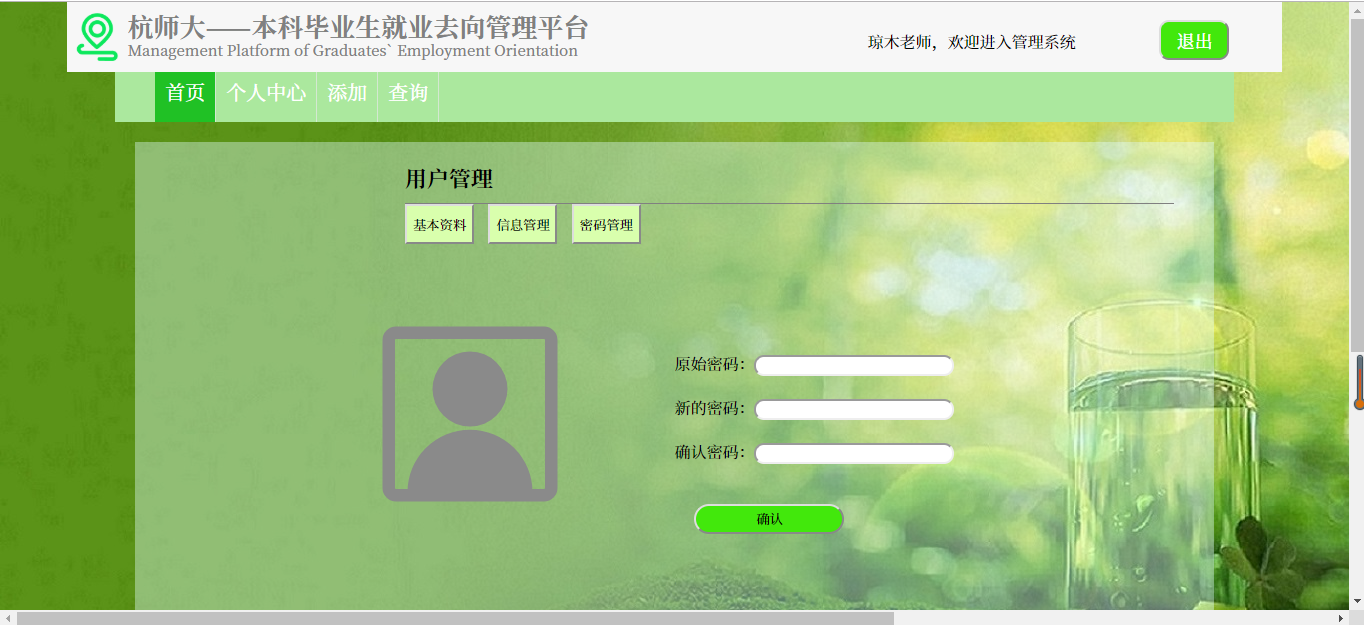 杭师大——本科毕业生就业去向管理平台
Management Platform of Graduates` Employment Orientation
琼木老师，欢迎进入管理系统
退出
首页 个人中心 添加 查询
用户管理
基本资料 信息管理 密码管理
原始密码：
新的密码：
确认密码：
确认